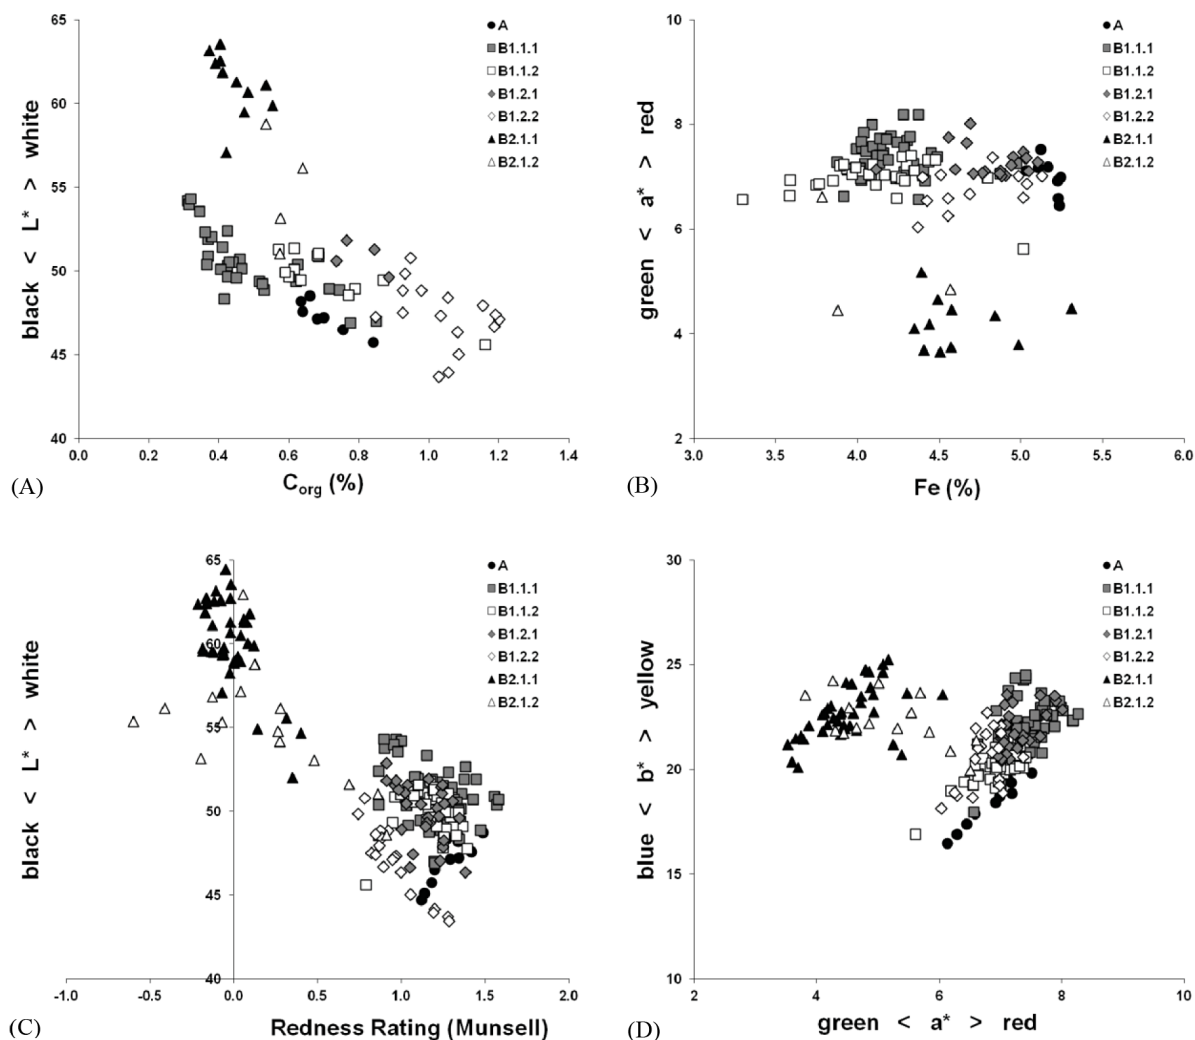 65
60
55
50
45
40
black < L* > white
0.0 0.2 0.4 0.6 0.8 1.0 1.2 1.4
Corg (%)
(A)
A
B1.1.1
B1.1.2
B1.2.1
B1.2.2
B2.1.1
B2.1.2
10
8
6
4
2
green < a* > red
3.0 3.5 4.0 4.5 5.0 5.5 6.0
Fe (%)
(B)
A
B1.1.1
B1.1.2
B1.2.1
B1.2.2
B2.1.1
B2.1.2
65
60
55
50
45
40
black < L* > white
-1.0 -0.5 0.0 0.5 1.0 1.5 2.0
Redness Rating (Munsell)
(C)
A
B1.1.1
B1.1.2
B1.2.1
B1.2.2
B2.1.1
B2.1.2
30
25
20
15
10
blue < b* > yellow
2 4 6 8 10
green < a* > red
(D)
A
B1.1.1
B1.1.2
B1.2.1
B1.2.2
B2.1.1
B2.1.2